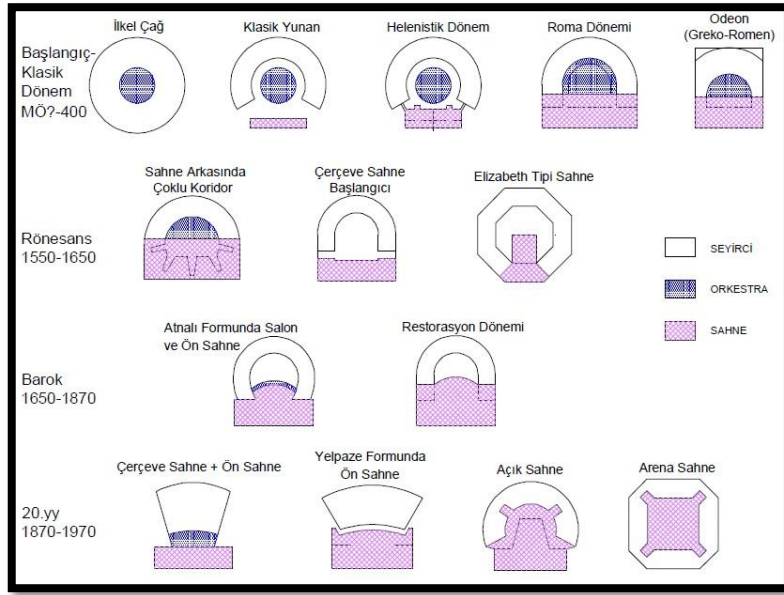 İlkel Çağ
Klasik Yunan
Helenistik Dönem
Roma Dönemi
Odeon
(Greko-Romen)
Başlangıç-
Klasik
Dönem
MÖ?-400
Sahne Arkasında
Çoklu Koridor
Çerçeve Sahne
Başlangıcı
Elizabeth Tipi Sahne
Rönesans
1550-1650
SEYİRCİ
ORKESTRA
SAHNE
Atnalı Formunda Salon
ve Ön Sahne
Restorasyon Dönemi
Barok
1650-1870
Çerçeve Sahne + Ön Sahne
Yelpaze Formunda
Ön Sahne
Açık Sahne
Arena Sahne
20.yy
1870-1970